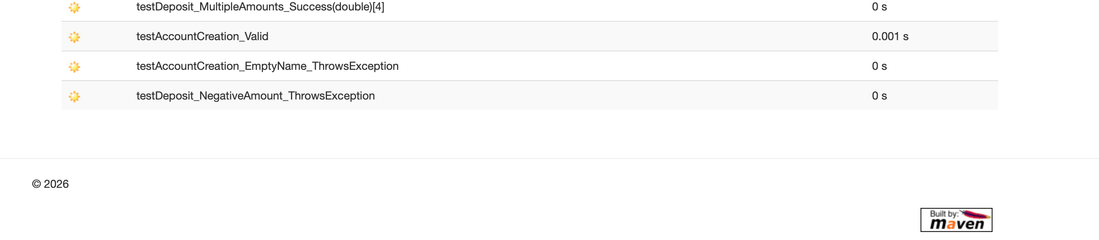 testDeposit_MultipleAmounts_Success(double)[4] 0 s
testAccountCreation_Valid 0.001 s
testAccountCreation_EmptyName_ThrowsException 0 s
testDeposit_NegativeAmount_ThrowsException 0 s
© 2026
Built by:
maven